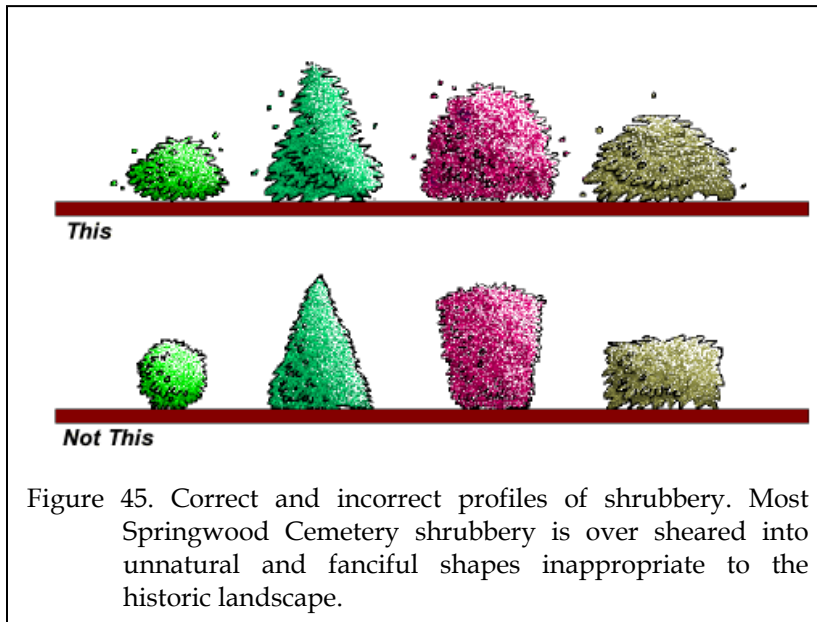 This
Not This
Figure 45. Correct and incorrect profiles of shrubbery. Most
Springwood Cemetery shrubbery is over sheared into
unnatural and fanciful shapes inappropriate to the
historic landscape.